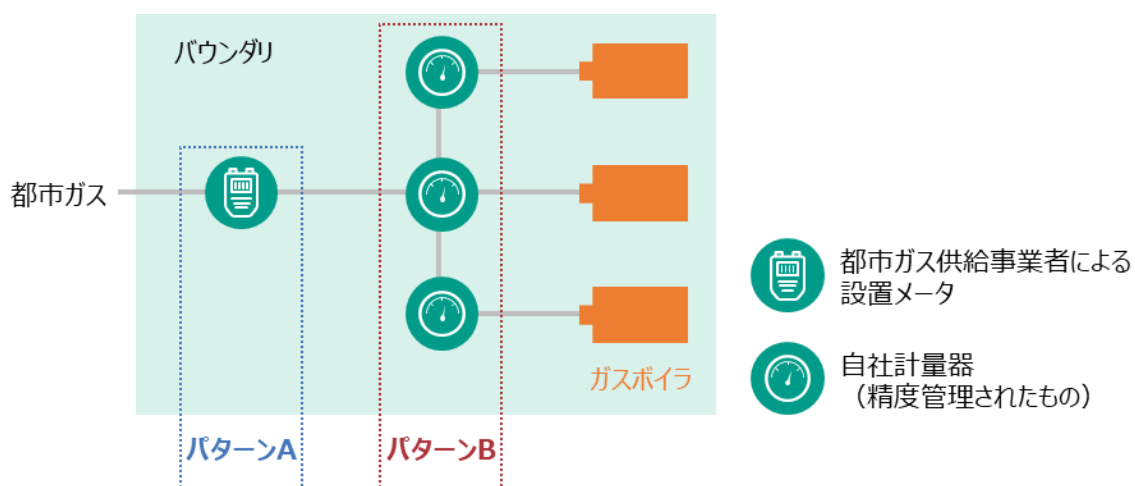 バウンダリ
都市ガス
ガスボイラ
パターンA
パターンB
都市ガス供給事業者による
設置メータ
自社計量器
（精度管理されたもの）